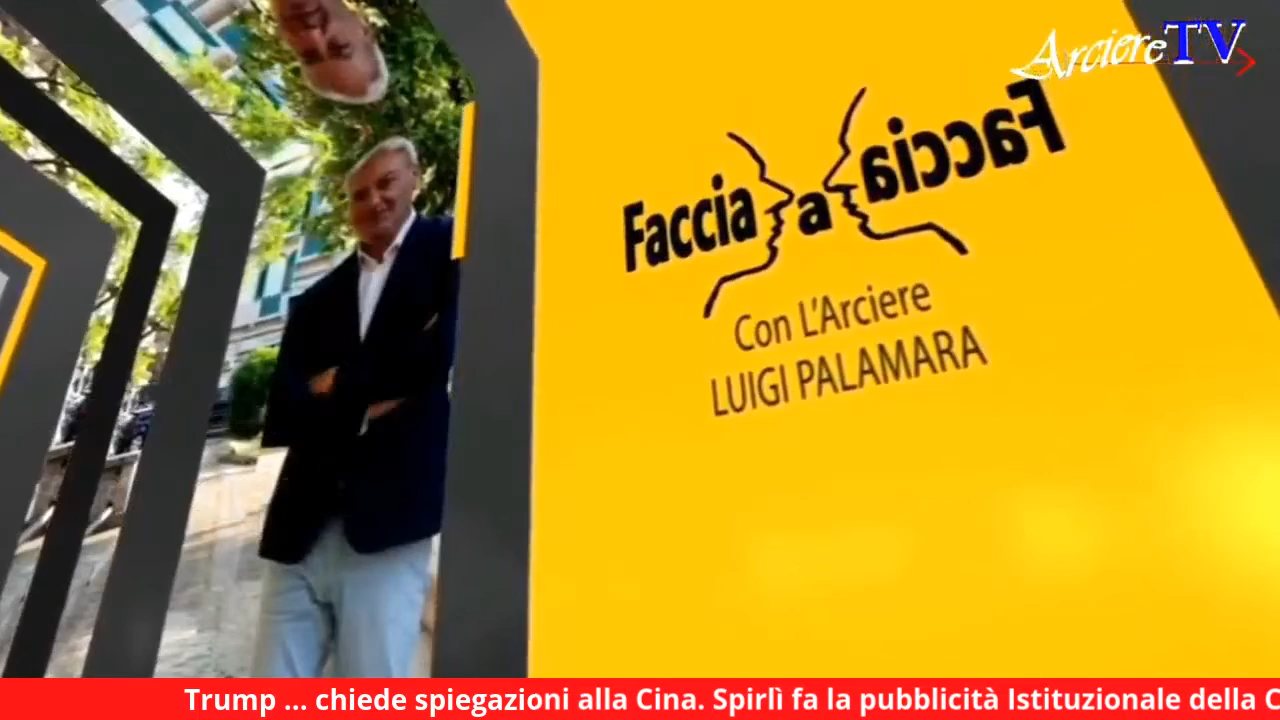 ArciereTV
Faccia a Faccia
Con L'Arciere
LUIGI PALAMARA
Trump ... chiede spiegazioni alla Cina. Spirlì fa la pubblicità Istituzionale della C